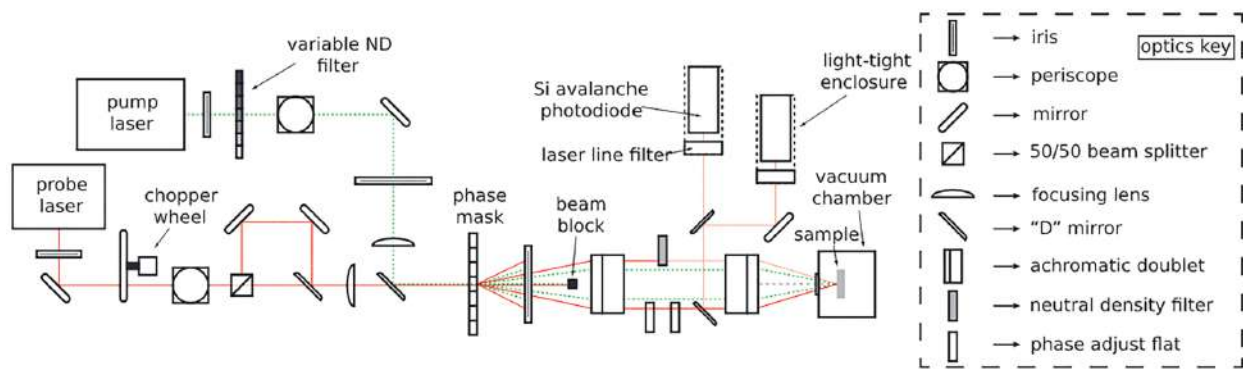 variable ND
filter
pump
laser
probe
laser
chopper
wheel
phase
mask
beam
block
Si avalanche
photodiode
laser line filter
light-tight
enclosure
vacuum
chamber
sample
optics key
iris
periscope
mirror
50/50 beam splitter
focusing lens
“D” mirror
achromatic doublet
neutral density filter
phase adjust flat